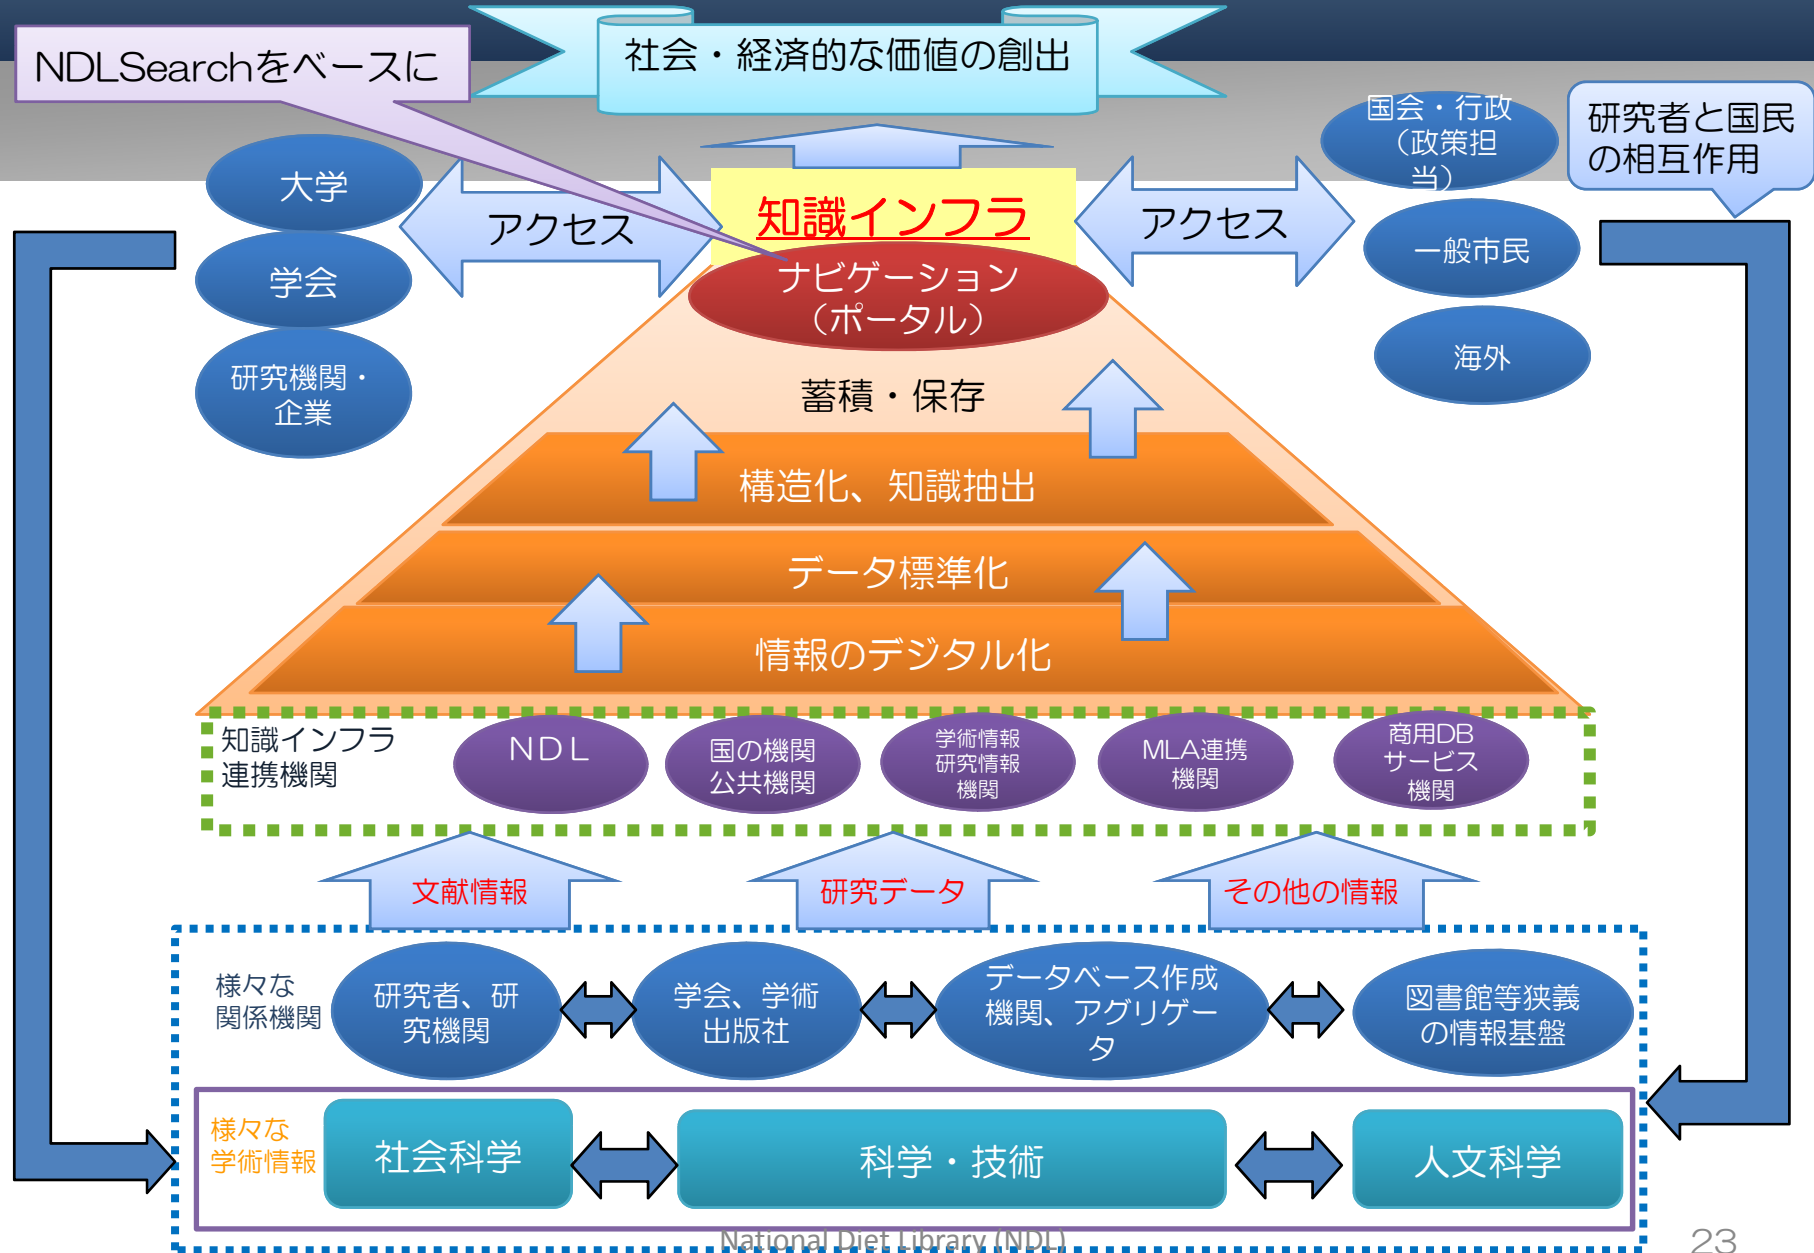 社会・経済的な価値の創出
NDLSearchをベースに
研究者と国民
の相互作用
国会・行政
（政策担
当）
大学
アクセス
知識インフラ
アクセス
一般市民
学会
ナビゲーション
（ポータル）
海外
研究機関・
企業
蓄積・保存
構造化、知識抽出
データ標準化
情報のデジタル化
知識インフラ
連携機関
NDL
国の機関
公共機関
学術情報
研究情報
機関
MLA連携
機関
商用DB
サービス
機関
文献情報
研究データ
その他の情報
様々な
関係機関
研究者、研
究機関
学会、学術
出版社
データベース作成
機関、アグリゲー
タ
図書館等狭義
の情報基盤
様々な
学術情報
社会科学
科学・技術
人文科学
National Diet Library (NDL)
23